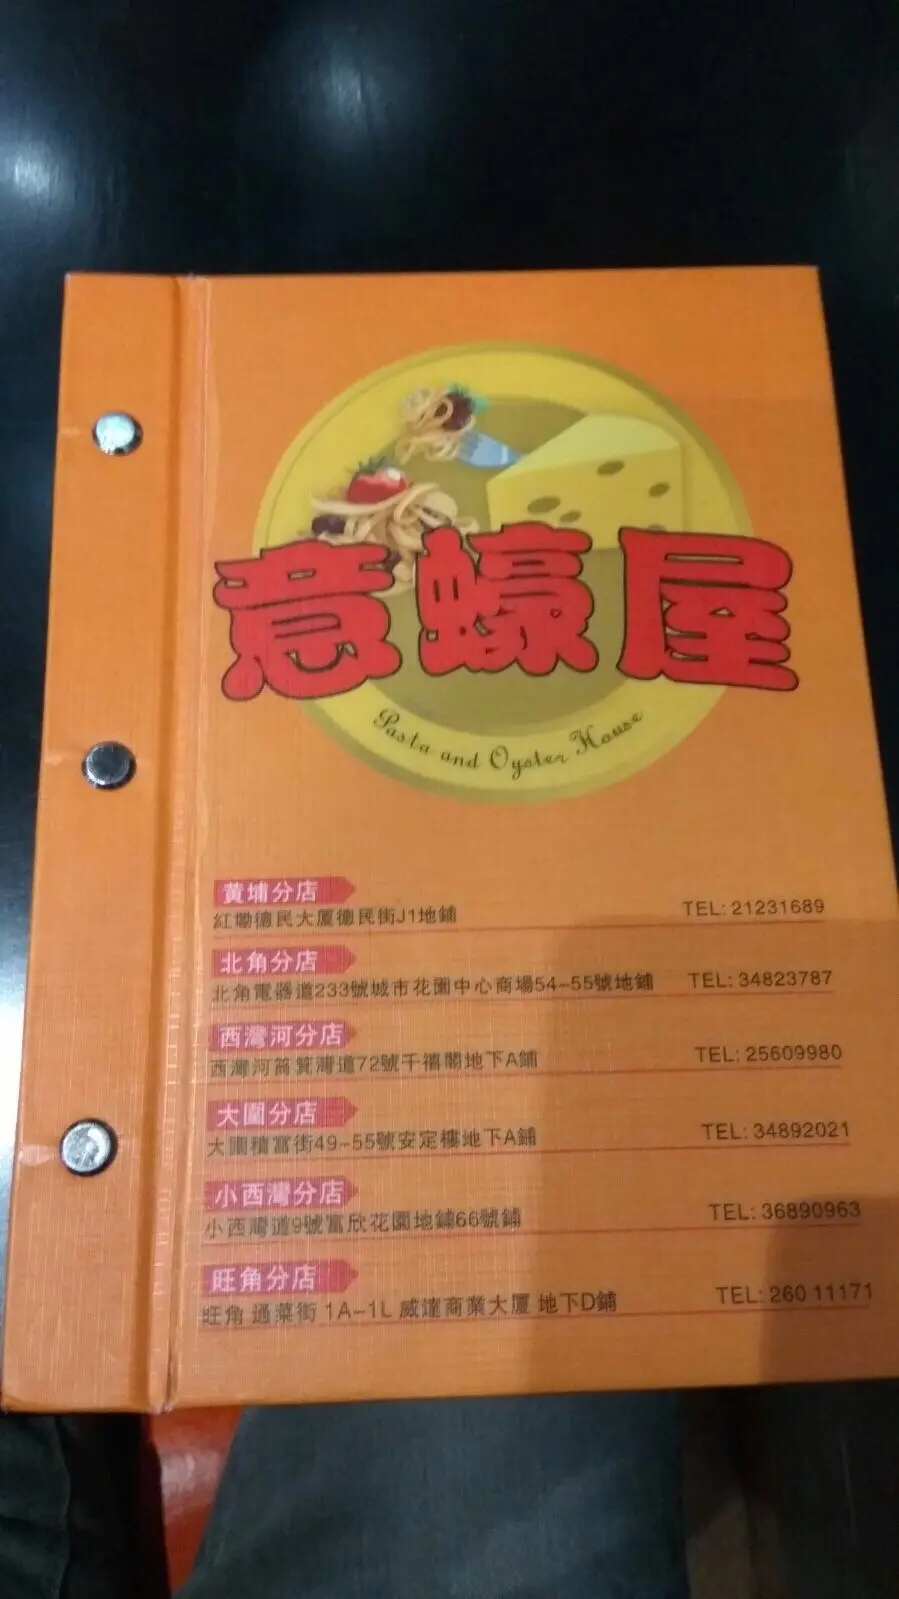 意蠔屋
Pasta and Oyster House
黃埔分店
紅磡德民大廈德民街J1地鋪
TEL: 21231689
北角分店
北角電器道233號城市花園中心商場54-55號地鋪
TEL: 34823787
西灣河分店
西灣河筲箕灣道72號千禧閣地下A鋪
TEL: 25609980
大圍分店
大圍積富街49-55號安定樓地下A鋪
TEL: 34892021
小西灣分店
小西灣道9號富欣花園地鋪66號鋪
TEL: 36890963
旺角分店
旺角 通菜街 1A-1L 威達商業大廈 地下D鋪
TEL: 260 11171